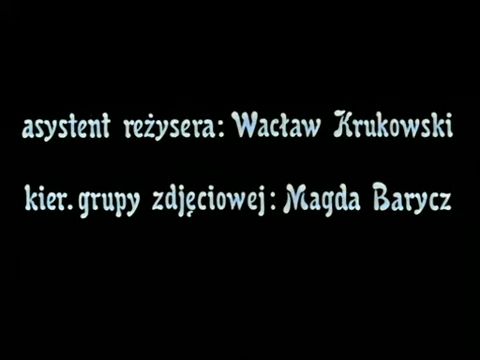 asystent reżysera: Wacław Krukowski
kier. grupy zdjęciowej: Magda Barycz